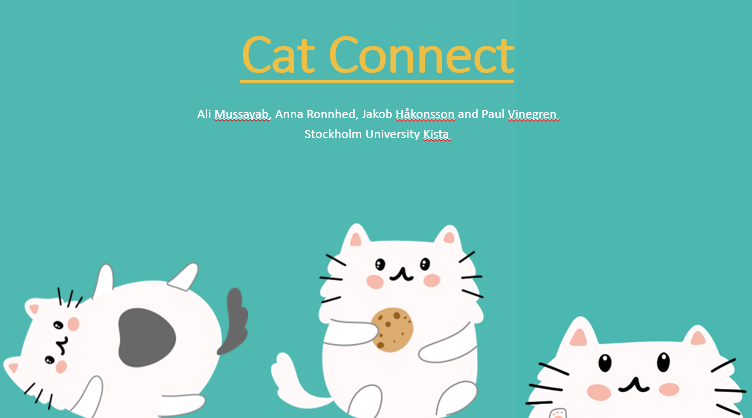 Cat Connect
Ali Mussayab, Anna Ronnhed, Jakob Håkonsson and Paul Vinegren
Stockholm University Kista